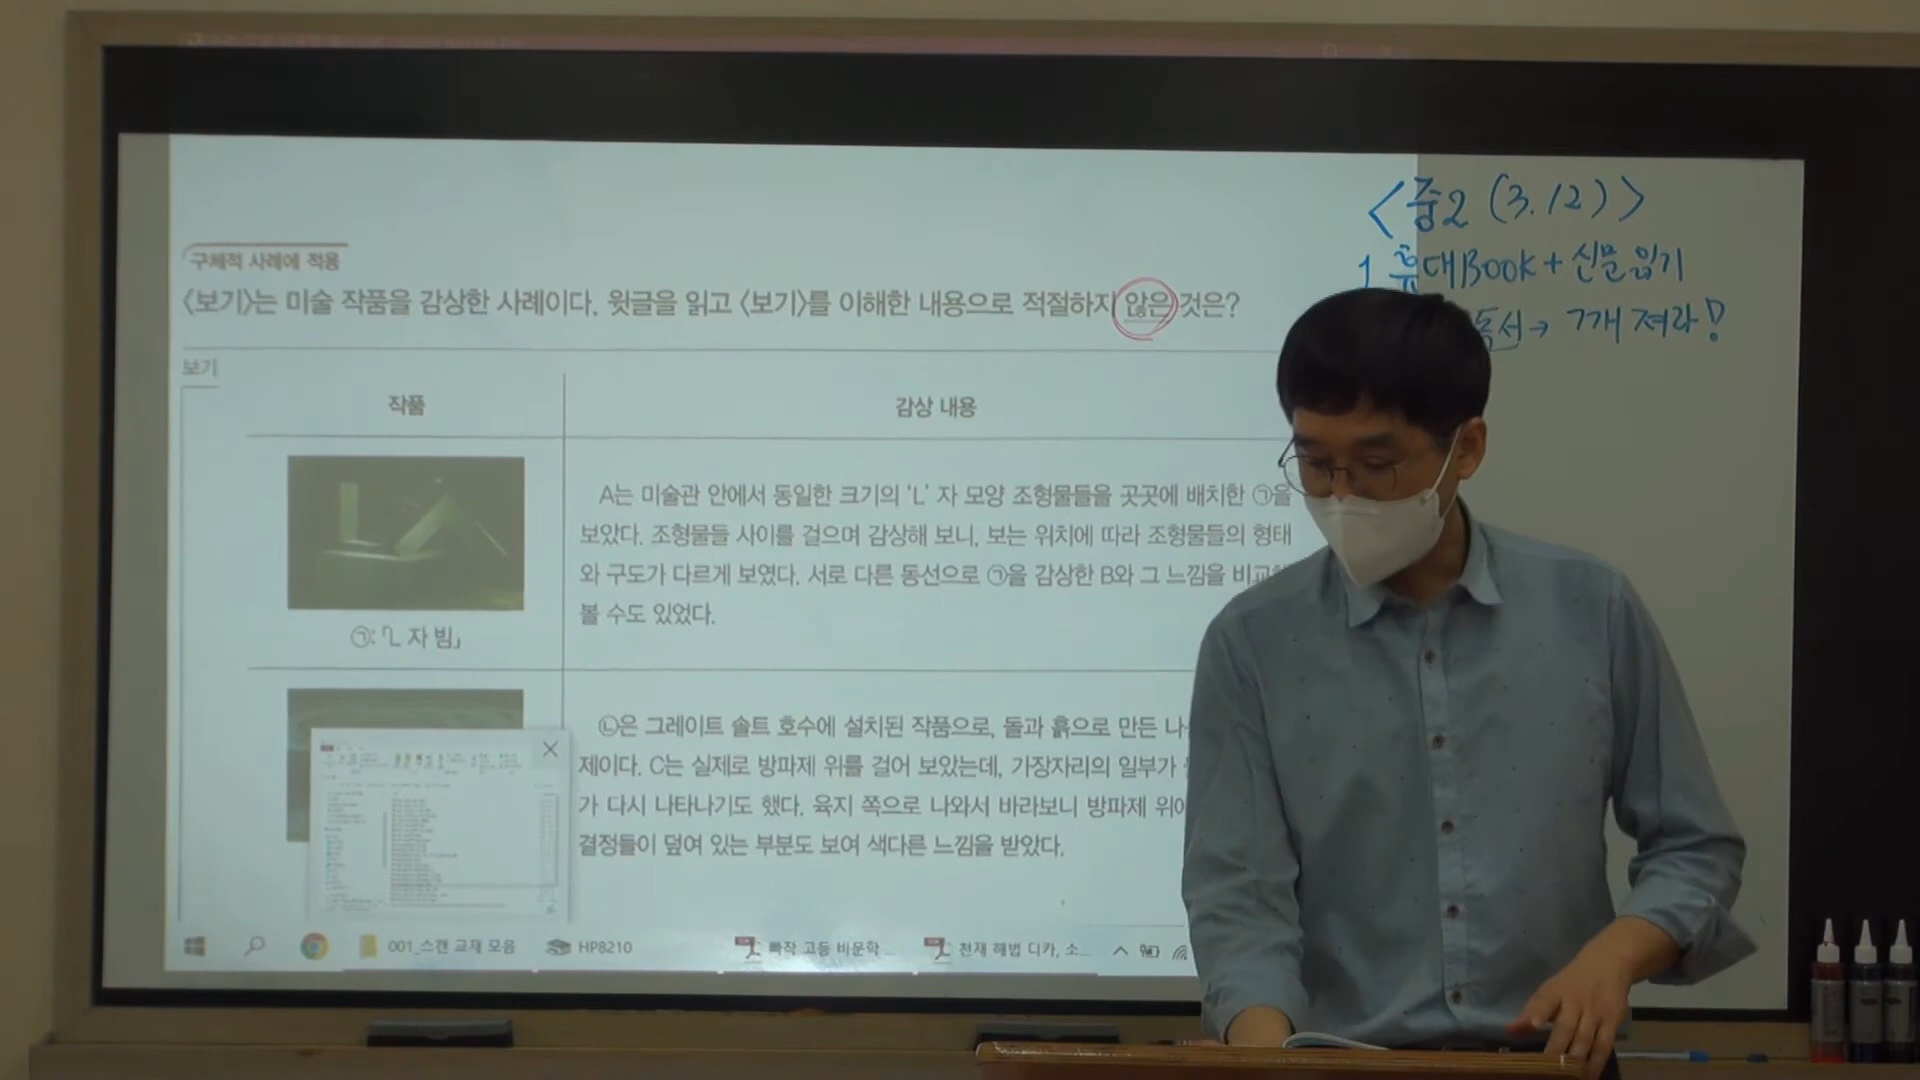 <중2 (3.12)>
1 휴대BOOK + 신문읽기
독서→ 7개 져라!
구체적 사례에 적용
<보기>는 미술 작품을 감상한 사례이다. 윗글을 읽고 <보기>를 이해한 내용으로 적절하지 않은 것은?
보기
작품
감상 내용
A는 미술관 안에서 동일한 크기의 'L' 자 모양 조형물들을 곳곳에 배치한 ㉠을
보았다. 조형물들 사이를 걸으며 감상해 보니, 보는 위치에 따라 조형물들의 형태
와 구도가 다르게 보였다. 서로 다른 동선으로 ㉠을 감상한 B와 그 느낌을
볼 수도 있었다.
㉠: 「L 자 빔」
㉡은 그레이트 솔트 호수에 설치된 작품으로, 돌과 흙으로 만든
제이다. C는 실제로 방파제 위를 걸어 보았는데, 가장자리의 일부가
가 다시 나타나기도 했다. 육지 쪽으로 나와서 바라보니 방파제
결정들이 덮여 있는 부분도 보여 색다른 느낌을 받았다.
001_스캔 교재 모음
HP8210
빠작 고등 비문학 ...
천재 해법 디카, 소...